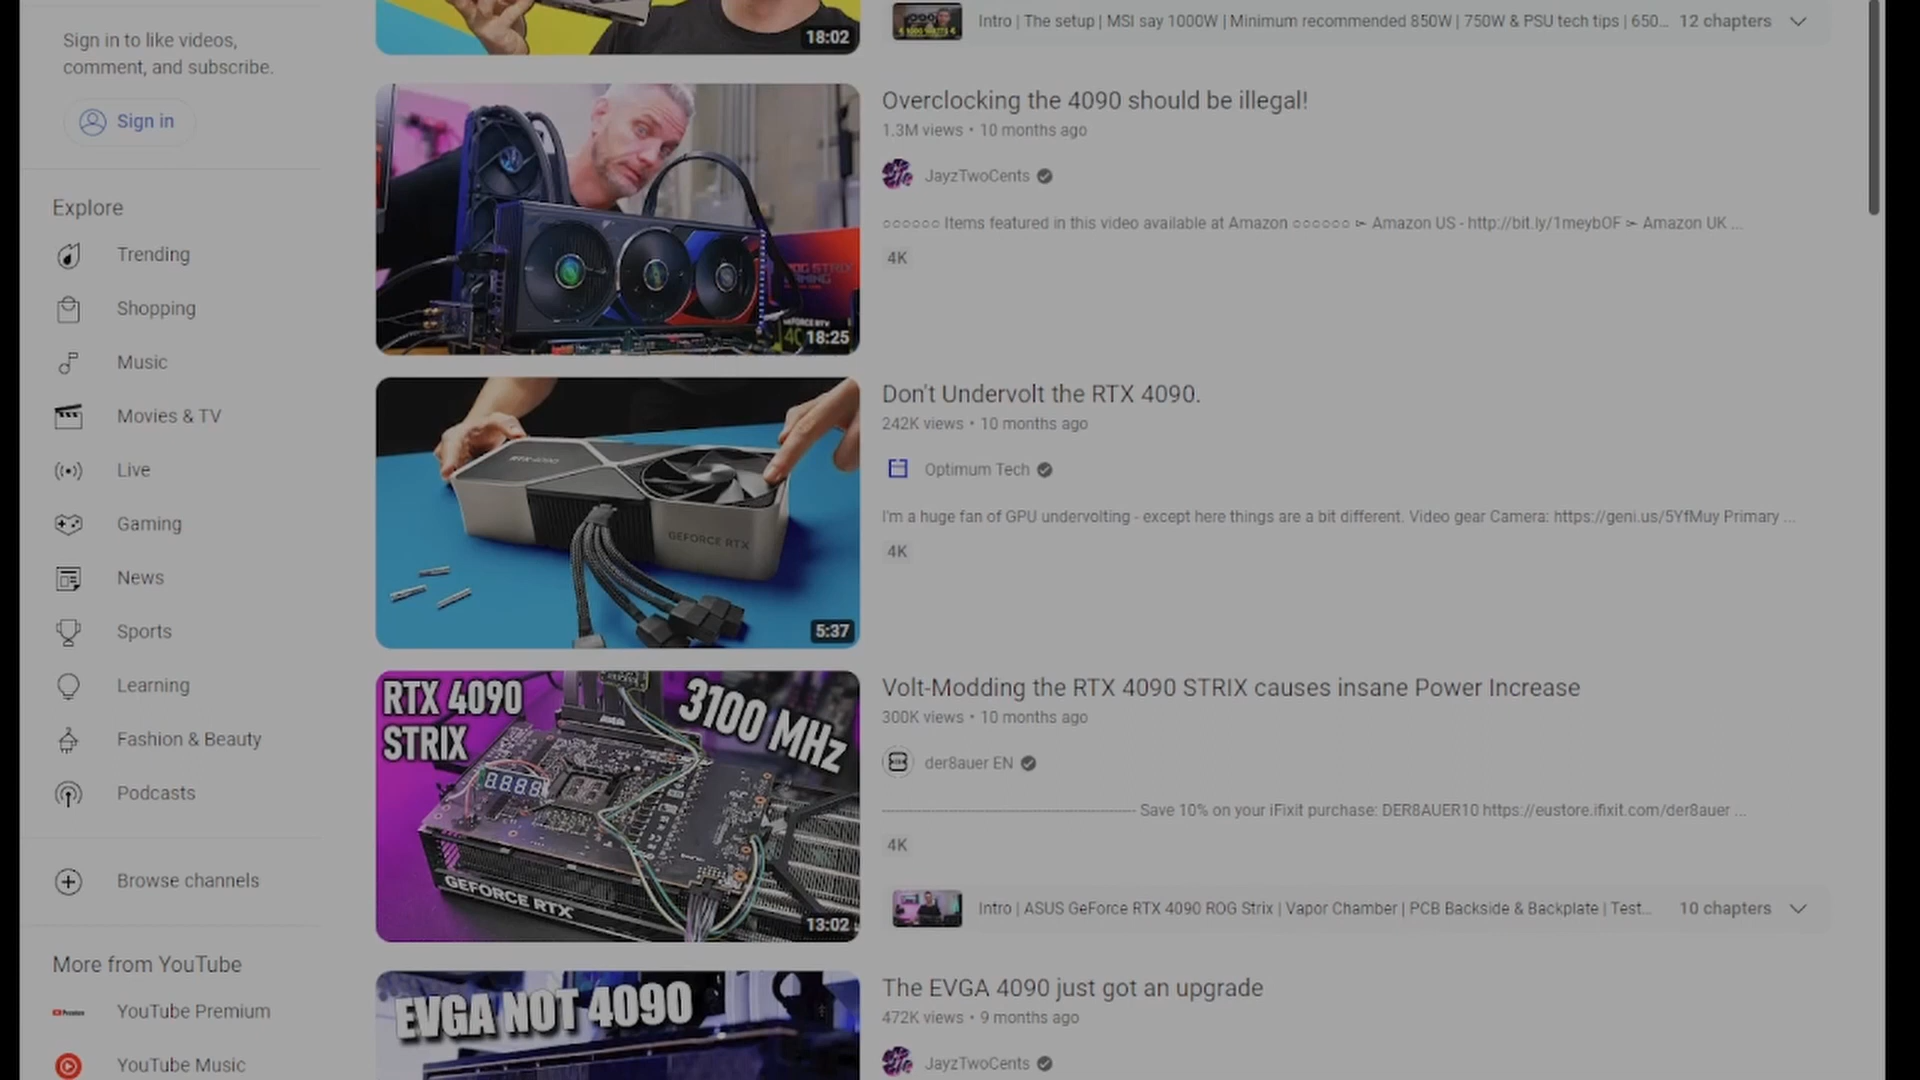 Sign in to like videos,
comment, and subscribe.
Sign in
Explore
Trending
Shopping
Music
Movies & TV
Live
Gaming
News
Sports
Learning
Fashion & Beauty
Podcasts
Browse channels
More from YouTube
YouTube Premium
YouTube Music
18:02
Intro | The setup | MSI say 1000W | Minimum recommended 850W | 750W & PSU tech tips | 650... 12 chapters
18:25
Overclocking the 4090 should be illegal!
1.3M views • 10 months ago
JayzTwoCents
○○○○○○ Items featured in this video available at Amazon ○○○○○○ ► Amazon US - http://bit.ly/1meybOF ► Amazon UK ...
4K
RTX 4090
GEFORCE RTX
5:37
Don't Undervolt the RTX 4090.
242K views • 10 months ago
Optimum Tech
I'm a huge fan of GPU undervolting - except here things are a bit different. Video gear Camera: https://geni.us/5YfMuy Primary ...
4K
RTX 4090
STRIX
3100 MHz
8.8.8.8
GEFORCE RTX
13:02
Volt-Modding the RTX 4090 STRIX causes insane Power Increase
300K views • 10 months ago
der8auer EN
Save 10% on your iFixit purchase: DER8AUER10 https://eustore.ifixit.com/der8auer ...
4K
Intro | ASUS GeForce RTX 4090 ROG Strix | Vapor Chamber | PCB Backside & Backplate | Test... 10 chapters
EVGA NOT 4090
The EVGA 4090 just got an upgrade
472K views • 9 months ago
JayzTwoCents